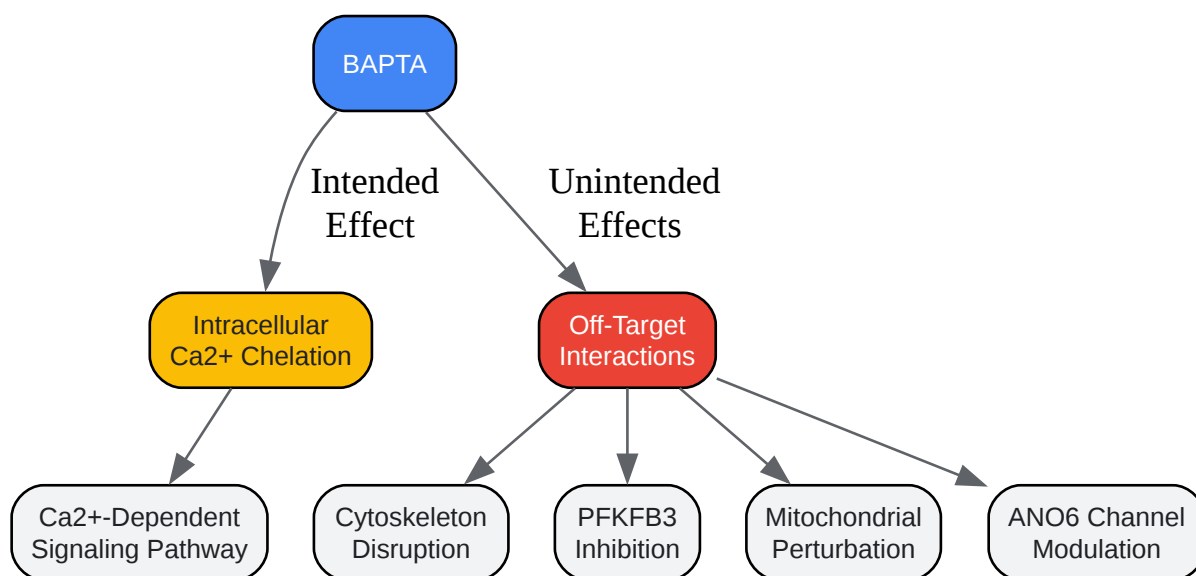 BAPTA
Intended
Effect
Unintended
Effects
Intracellular
Ca2+ Chelation
Off-Target
Interactions
Ca2+-Dependent
Signaling Pathway
Cytoskeleton
Disruption
PFKFB3
Inhibition
Mitochondrial
Perturbation
ANO6 Channel
Modulation